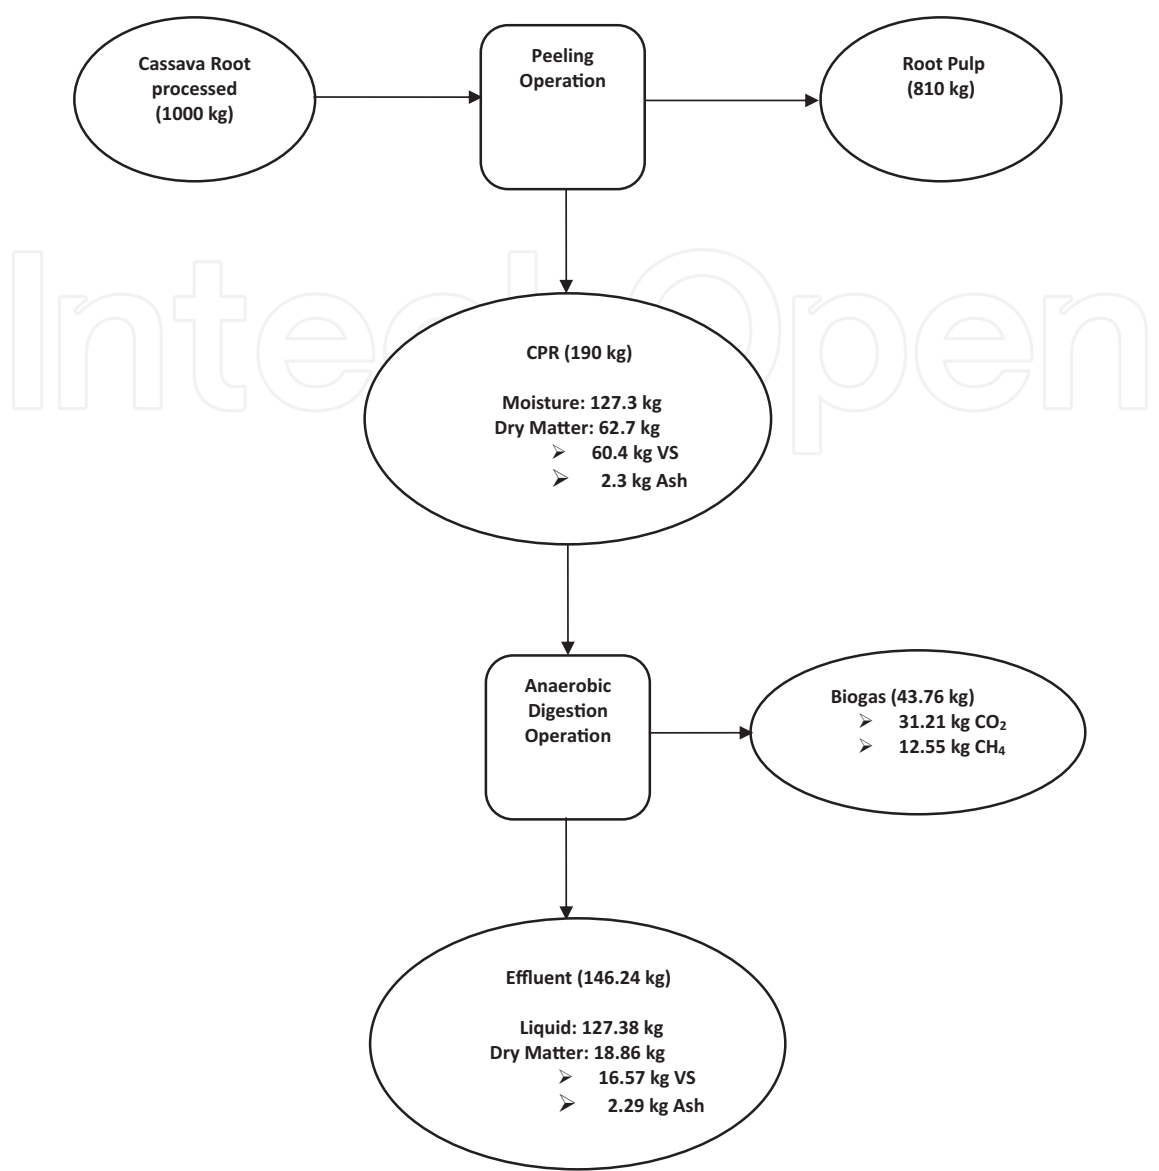 Cassava Root
processed
(1000 kg)
Peeling
Operation
Root Pulp
(810 kg)
IntechOpen
CPR (190 kg)
Moisture: 127.3 kg
Dry Matter: 62.7 kg
➢ 60.4 kg VS
➢ 2.3 kg Ash
Anaerobic
Digestion
Operation
Biogas (43.76 kg)
➢ 31.21 kg CO₂
➢ 12.55 kg CH₄
Effluent (146.24 kg)
Liquid: 127.38 kg
Dry Matter: 18.86 kg
➢ 16.57 kg VS
➢ 2.29 kg Ash